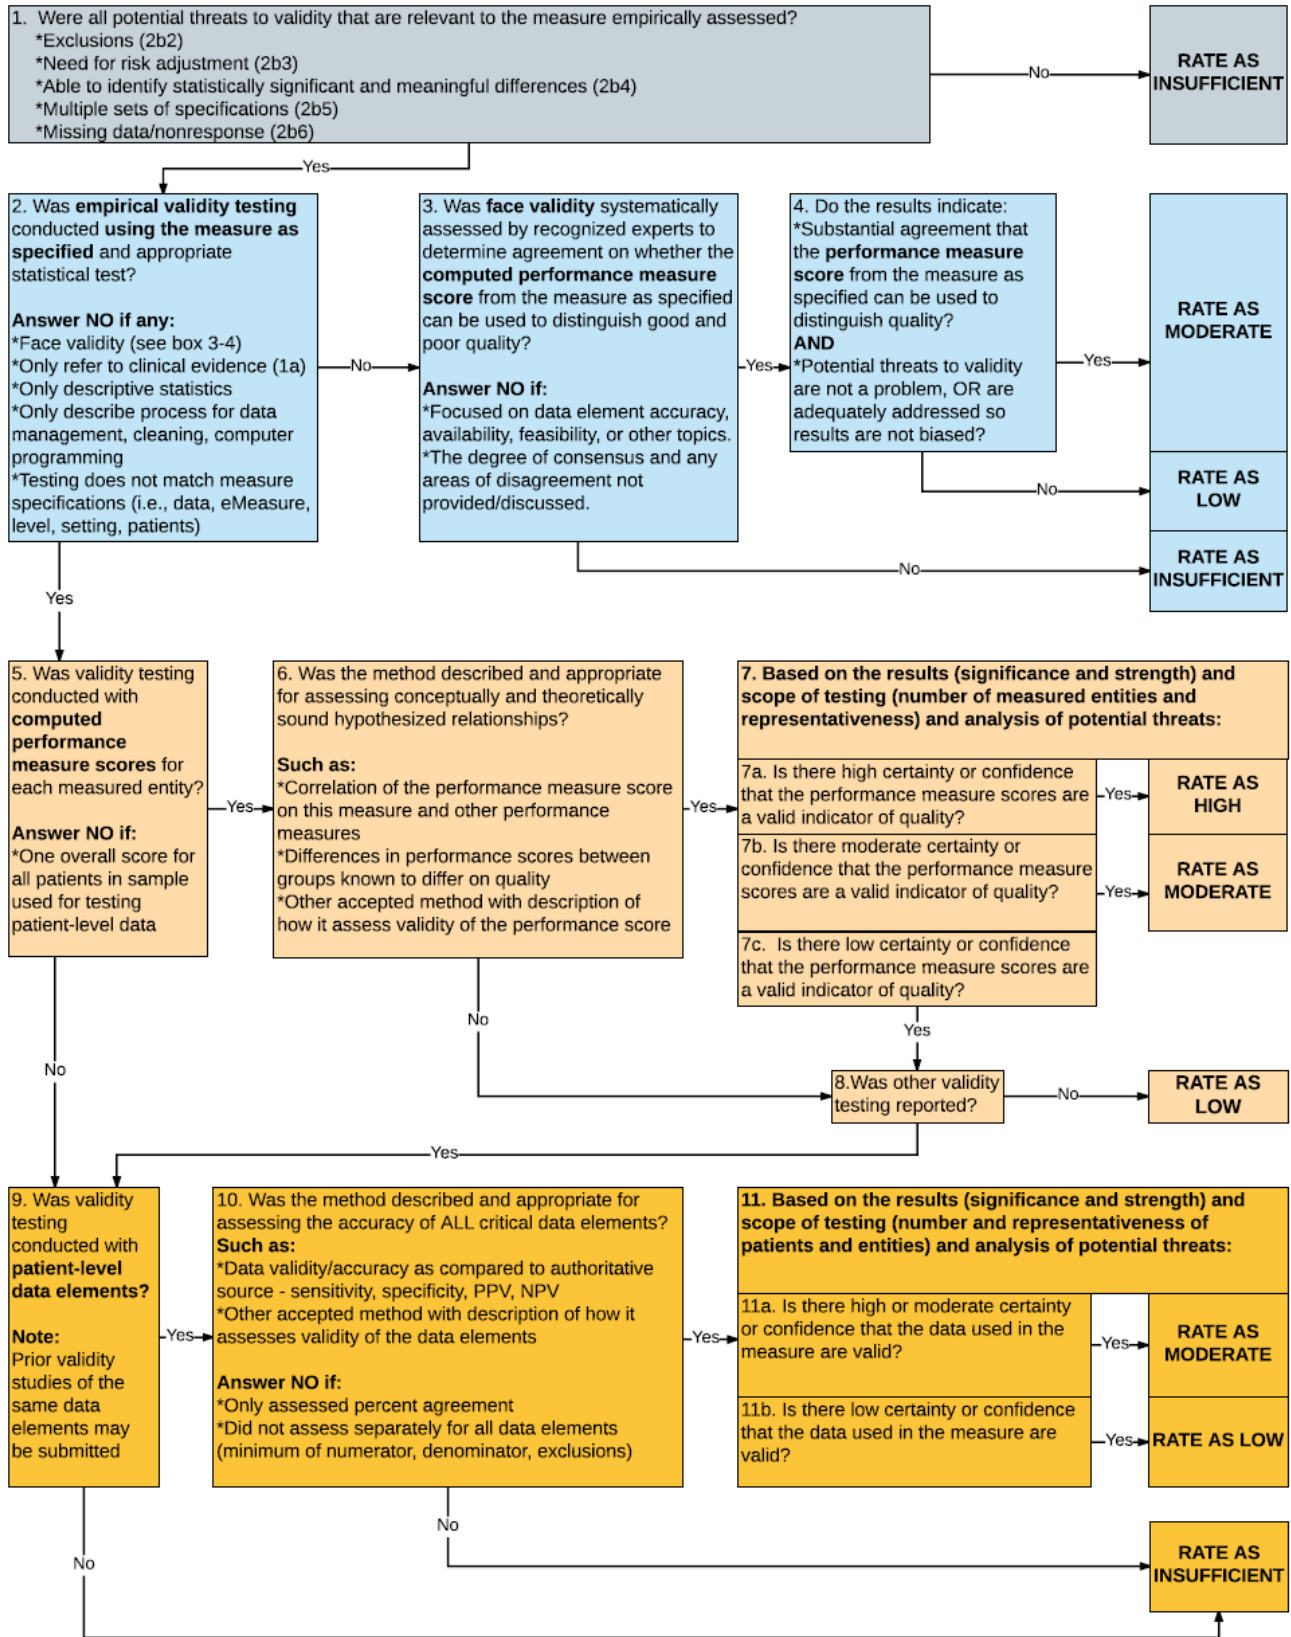 1.  Were all potential threats to validity that are relevant to the measure empirically assessed?
*Exclusions (2b2)
*Need for risk adjustment (2b3)
*Able to identify statistically significant and meaningful differences (2b4)
*Multiple sets of specifications (2b5)
*Missing data/nonresponse (2b6)
No
RATE AS
INSUFFICIENT
Yes
2. Was empirical validity testing
conducted using the measure as
specified and appropriate
statistical test?
Answer NO if any:
*Face validity (see box 3-4)
*Only refer to clinical evidence (1a)
*Only descriptive statistics
*Only describe process for data
management, cleaning, computer
programming
*Testing does not match measure
specifications (i.e., data, eMeasure,
level, setting, patients)
No
3. Was face validity systematically
assessed by recognized experts to
determine agreement on whether the
computed performance measure
score from the measure as specified
can be used to distinguish good and
poor quality?
Answer NO if:
*Focused on data element accuracy,
availability, feasibility, or other topics.
*The degree of consensus and any
areas of disagreement not
provided/discussed.
Yes
4. Do the results indicate:
*Substantial agreement that
the performance measure
score from the measure as
specified can be used to
distinguish quality?
AND
*Potential threats to validity
are not a problem, OR are
adequately addressed so
results are not biased?
Yes
RATE AS
MODERATE
No
RATE AS
LOW
No
RATE AS
INSUFFICIENT
Yes
5. Was validity testing
conducted with
computed
performance
measure scores for
each measured entity?
Answer NO if:
*One overall score for
all patients in sample
used for testing
patient-level data
Yes
6. Was the method described and appropriate
for assessing conceptually and theoretically
sound hypothesized relationships?
Such as:
*Correlation of the performance measure score
on this measure and other performance
measures
*Differences in performance scores between
groups known to differ on quality
*Other accepted method with description of
how it assess validity of the performance score
Yes
7. Based on the results (significance and strength) and
scope of testing (number of measured entities and
representativeness) and analysis of potential threats:
7a. Is there high certainty or confidence
that the performance measure scores are
a valid indicator of quality?
Yes
RATE AS
HIGH
7b. Is there moderate certainty or
confidence that the performance measure
scores are a valid indicator of quality?
Yes
RATE AS
MODERATE
7c.  Is there low certainty or confidence
that the performance measure scores are
a valid indicator of quality?
No
Yes
No
8.Was other validity
testing reported?
No
RATE AS
LOW
Yes
9. Was validity
testing
conducted with
patient-level
data elements?
Note:
Prior validity
studies of the
same data
elements may
be submitted
Yes
10. Was the method described and appropriate for
assessing the accuracy of ALL critical data elements?
Such as:
*Data validity/accuracy as compared to authoritative
source - sensitivity, specificity, PPV, NPV
*Other accepted method with description of how it
assesses validity of the data elements
Answer NO if:
*Only assessed percent agreement
*Did not assess separately for all data elements
(minimum of numerator, denominator, exclusions)
Yes
11. Based on the results (significance and strength) and
scope of testing (number and representativeness of
patients and entities) and analysis of potential threats:
11a. Is there high or moderate certainty
or confidence that the data used in the
measure are valid?
Yes
RATE AS
MODERATE
11b. Is there low certainty or confidence
that the data used in the measure are
valid?
Yes
RATE AS LOW
No
No
RATE AS
INSUFFICIENT